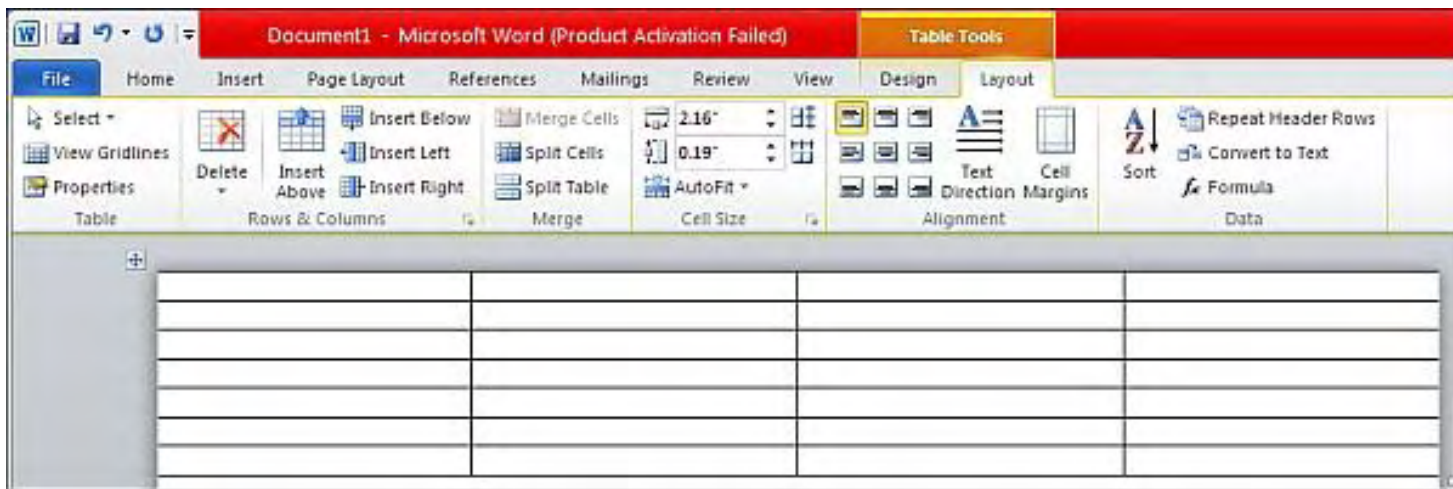 W Document1 - Microsoft Word (Product Activation Failed) Table Tools
File Home Insert Page Layout References Mailings Review View Design Layout
Select Insert Below Merge Cells 2.16" Repeat Header Rows
View Gridlines Delete Insert Above Insert Left Split Cells 0.19" Text Direction Cell Margins A Z Sort Convert to Text
Properties Insert Right Split Table AutoFit fx Formula
Table Rows & Columns Merge Cell Size Alignment Data